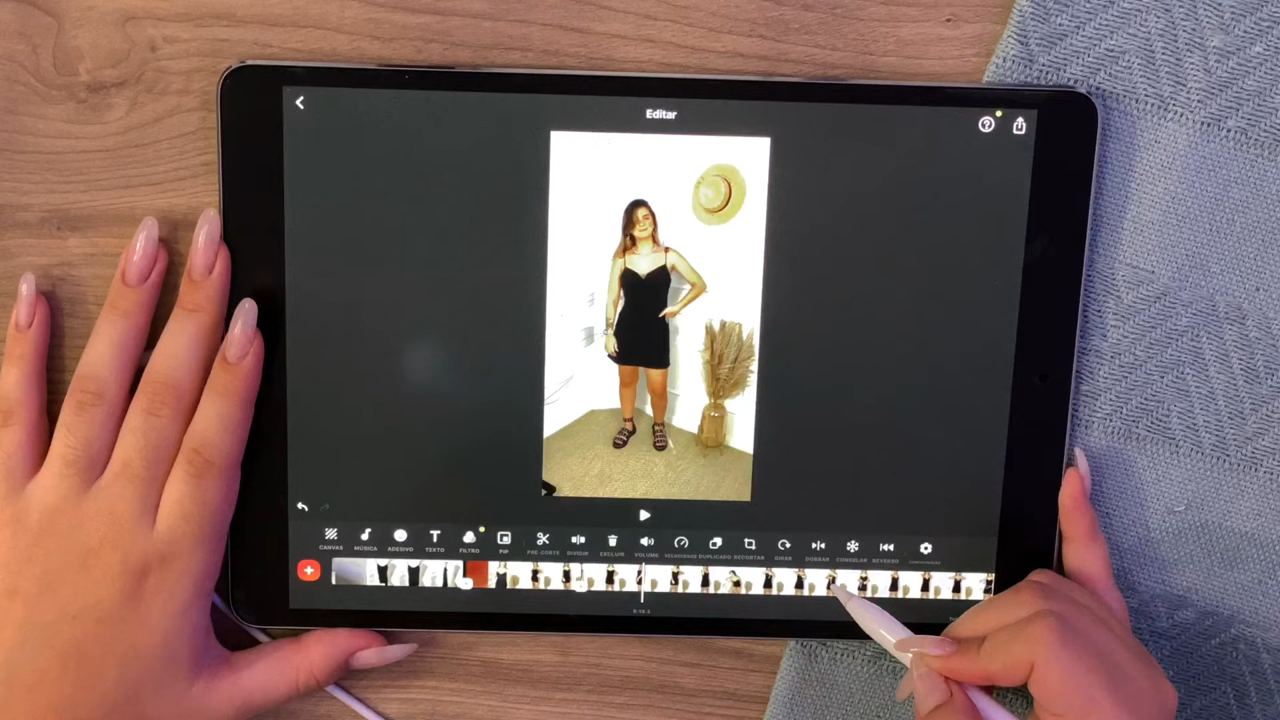 Editar
CANVAS MÚSICA ADESIVO TEXTO FILTRO PIP PRÉ-CORTE DIVIDIR EXCLUIR VOLUME VELOCIDADE DUPLICADO RECORTAR GIRAR DOBRAR CONGELAR REVERSO